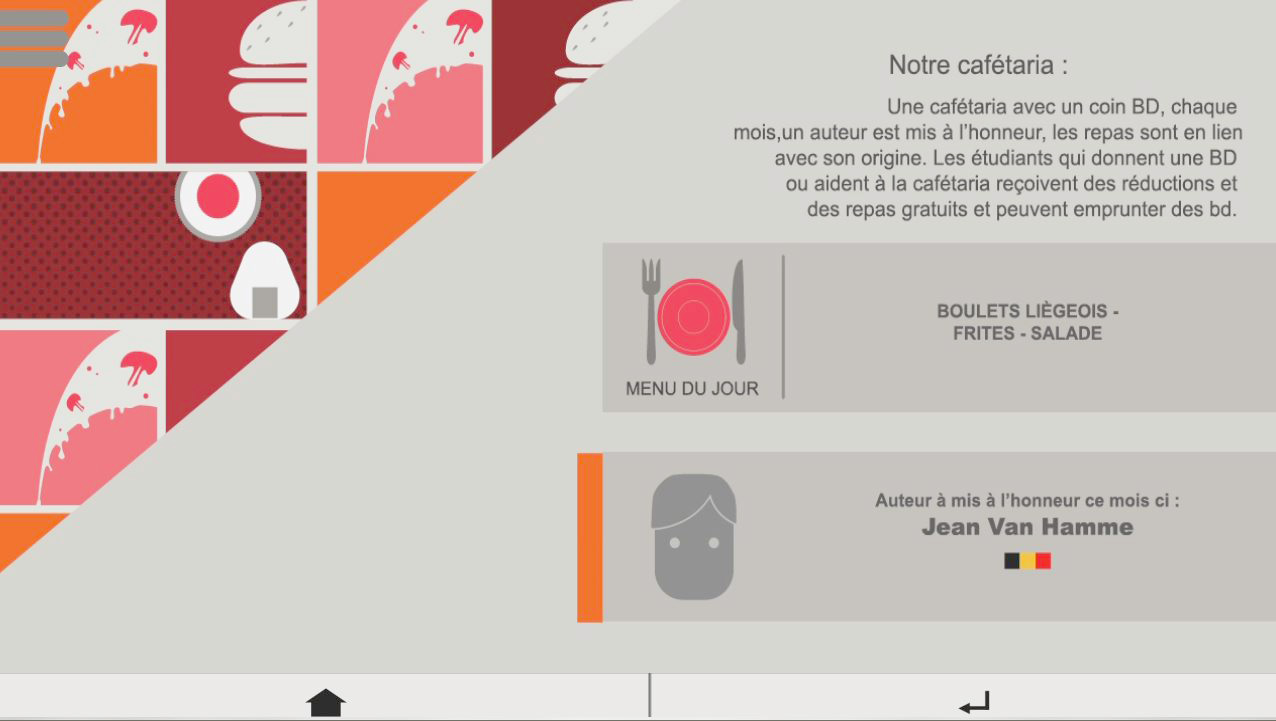 Notre cafétaria :
Une cafétaria avec un coin BD, chaque
mois,un auteur est mis à l’honneur, les repas sont en lien
avec son origine. Les étudiants qui donnent une BD
ou aident à la cafétaria reçoivent des réductions et
des repas gratuits et peuvent emprunter des bd.
BOULETS LIÈGEOIS -
FRITES - SALADE
MENU DU JOUR
Auteur à mis à l’honneur ce mois ci :
Jean Van Hamme